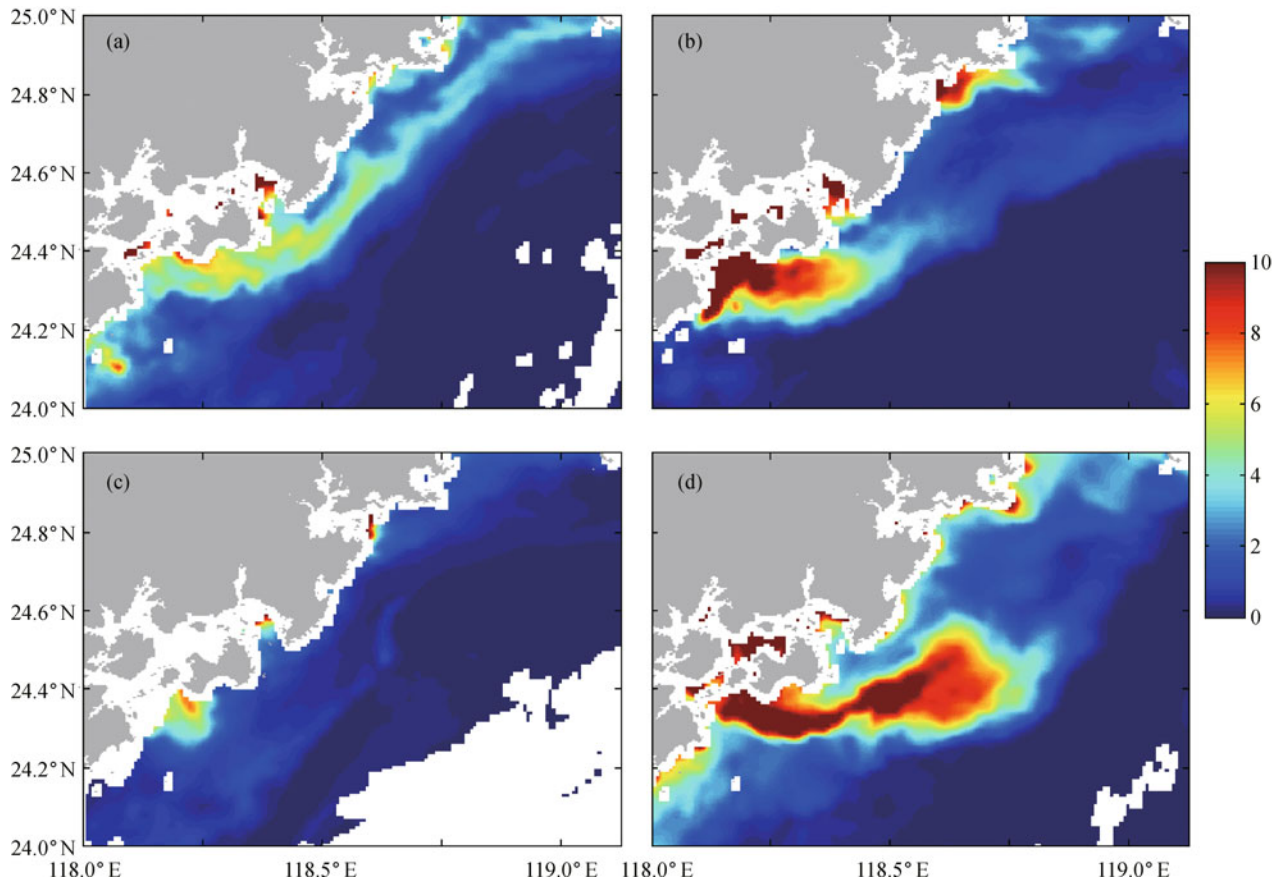 25.0° N
(a)
(b)
24.8° N
24.6° N
24.4° N
24.2° N
24.0° N
10
8
6
4
2
0
25.0° N
(c)
(d)
24.8° N
24.6° N
24.4° N
24.2° N
24.0° N
118.0° E
118.5° E
119.0° E
118.0° E
118.5° E
119.0° E